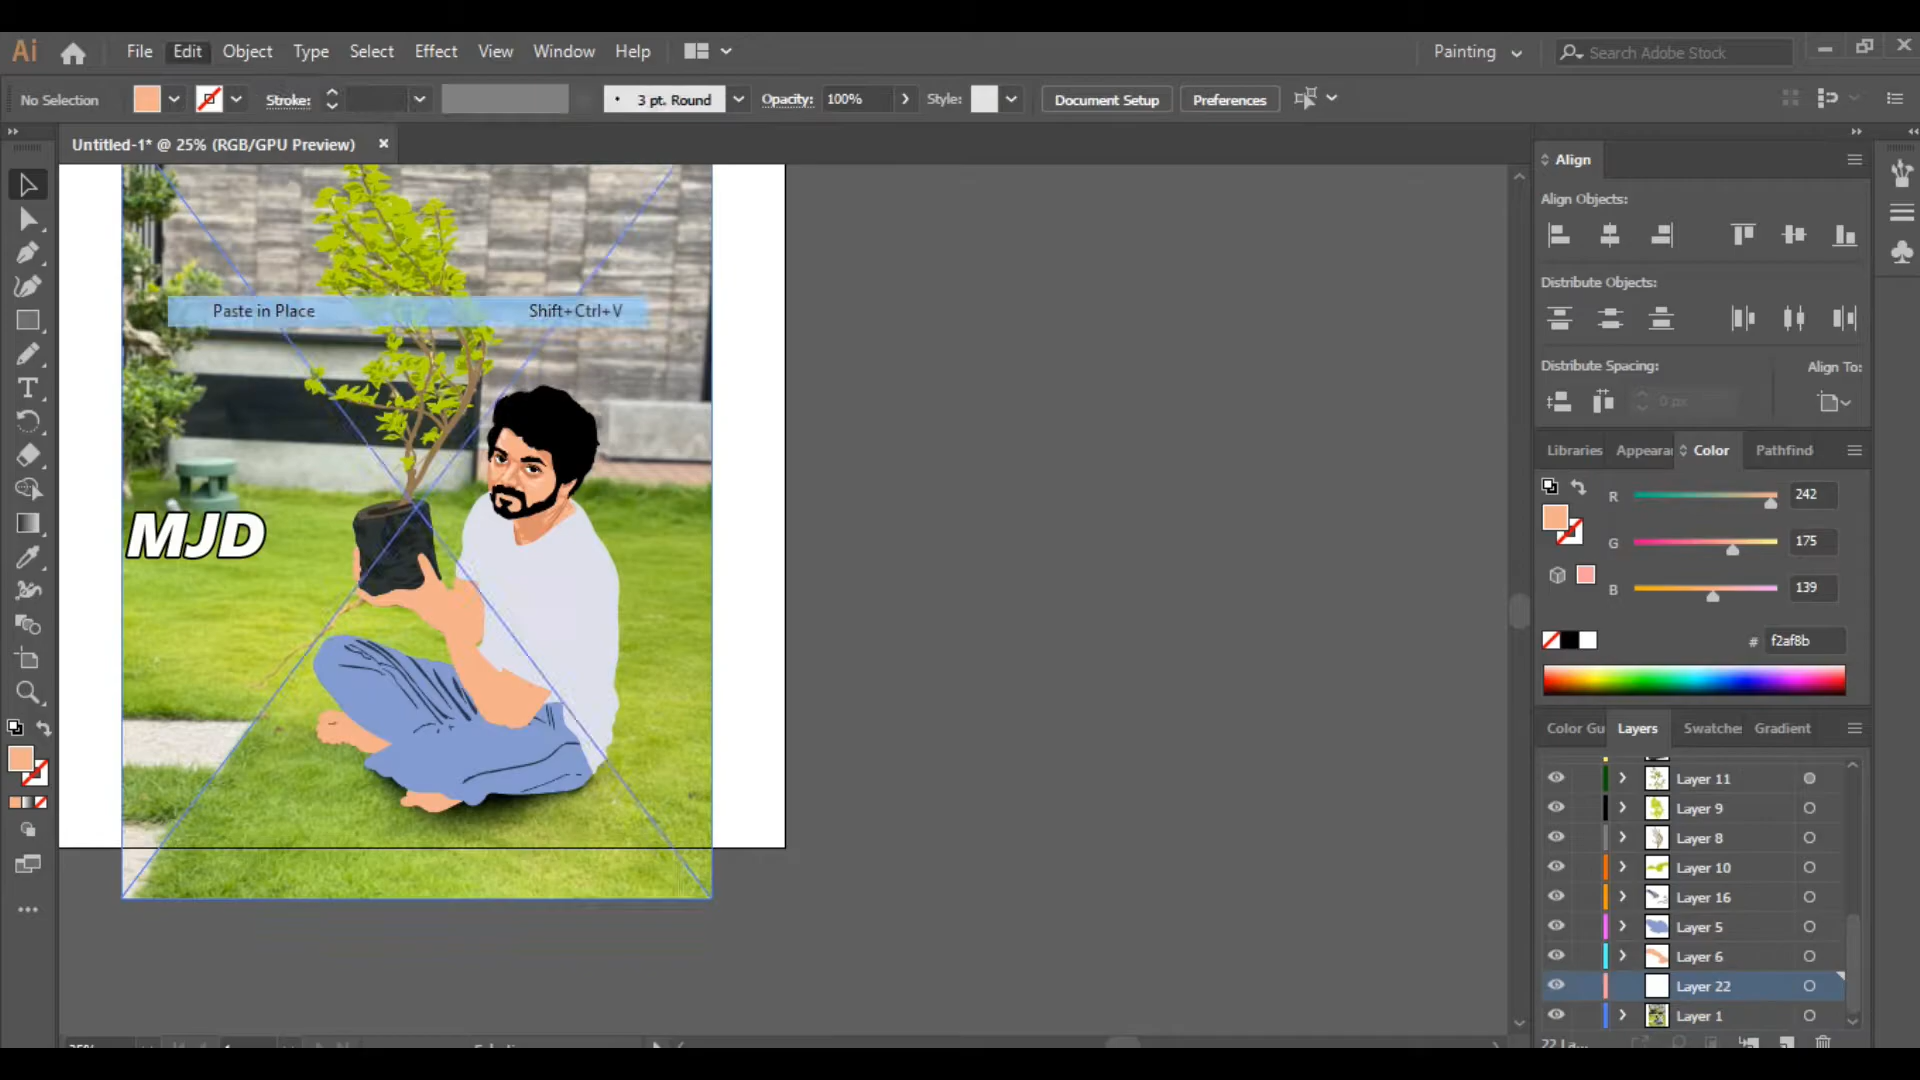 Ai File Edit Object Type Select Effect View Window Help Painting Search Adobe Stock
No Selection Stroke: 3 pt. Round Opacity: 100% Style: Document Setup Preferences
Untitled-1* @ 25% (RGB/GPU Preview)
Align
Align Objects:
Distribute Objects:
Paste in Place Shift+Ctrl+V
Distribute Spacing: Align To:
0 px
Libraries Appeara Color Pathfind
R 242
MJD
G 175
B 139
# f2af8b
Color Gu Layers Swatche Gradient
Layer 11
Layer 9
Layer 8
Layer 10
Layer 16
Layer 5
Layer 6
Layer 22
Layer 1
22 La...